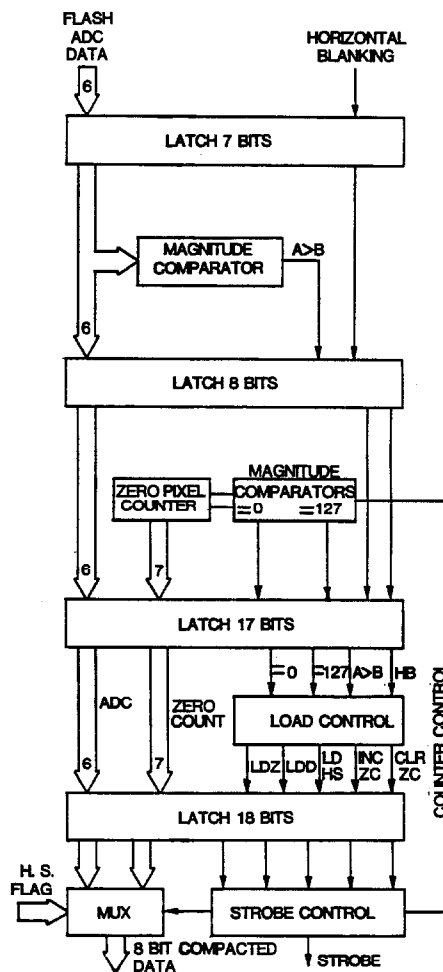 FLASH
ADC
DATA
HORIZONTAL
BLANKING
6
LATCH 7 BITS
MAGNITUDE
COMPARATOR
A>B
6
LATCH 8 BITS
ZERO PIXEL
COUNTER
MAGNITUDE
COMPARATORS
=0 =127
6 7
LATCH 17 BITS
=0 =127 A>B HB
ADC
ZERO
COUNT
LOAD CONTROL
COUNTER CONTROL
6 7
LDZ LDD LD
HS INC
ZC CLR
ZC
LATCH 18 BITS
H. S.
FLAG
MUX
STROBE CONTROL
8 BIT COMPACTED
DATA
STROBE